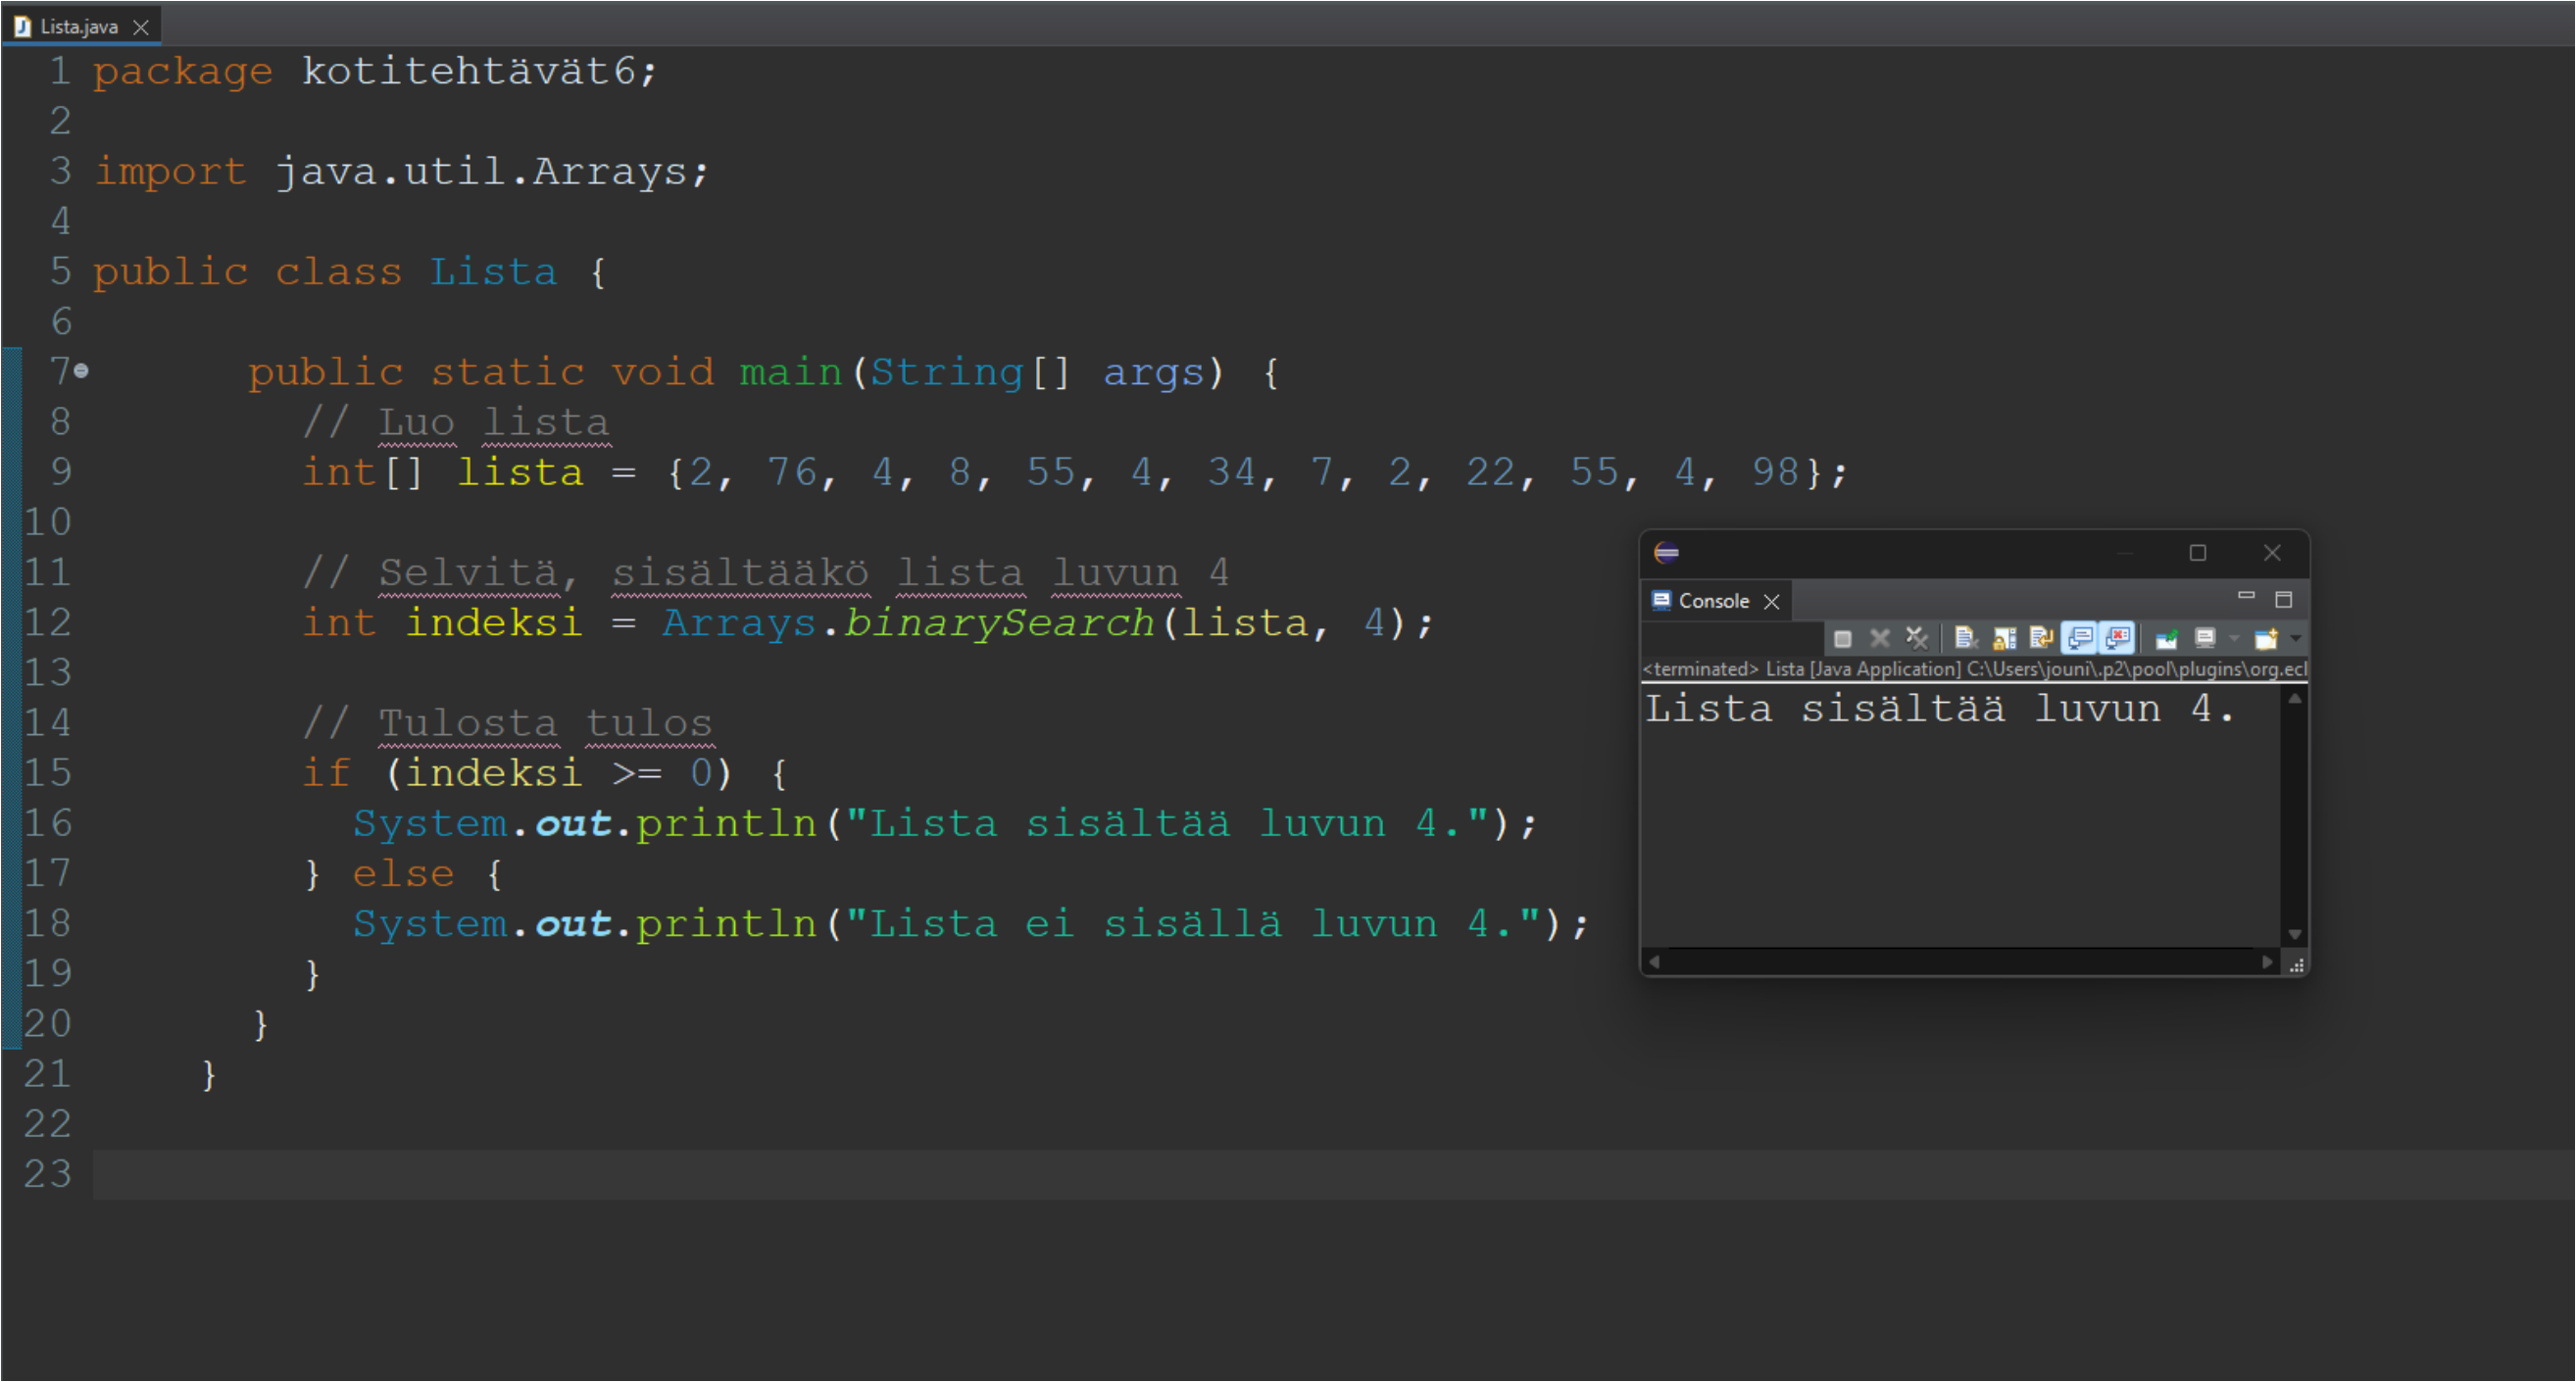 Lista.java
1 package kotitehtävät6;
2
3 import java.util.Arrays;
4
5 public class Lista {
6
7 public static void main(String[] args) {
8 // Luo lista
9 int[] lista = {2, 76, 4, 8, 55, 4, 34, 7, 2, 22, 55, 4, 98};
10
11 // Selvitä, sisältääkö lista luvun 4
12 int indeksi = Arrays.binarySearch(lista, 4);
13
14 // Tulosta tulos
15 if (indeksi >= 0) {
16 System.out.println("Lista sisältää luvun 4.");
17 } else {
18 System.out.println("Lista ei sisällä luvun 4.");
19 }
20 }
21 }
22
23
Console
<terminated> Lista [Java Application] C:\Users\jouni\.p2\pool\plugins\org.ecl
Lista sisältää luvun 4.